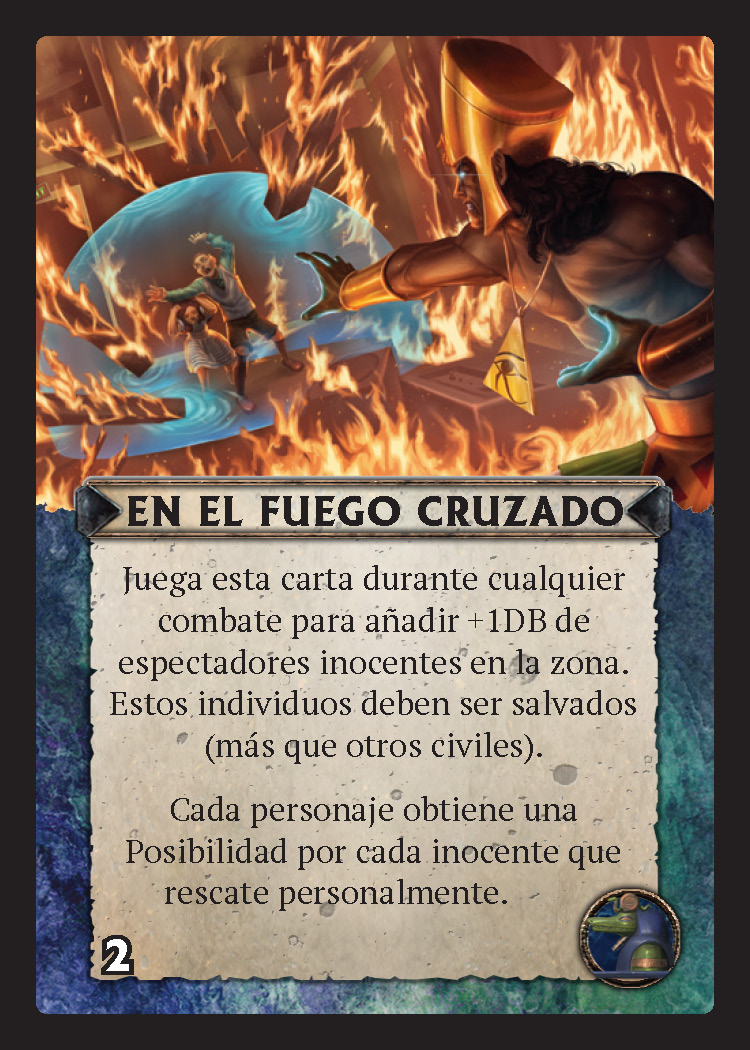 EN EL FUEGO CRUZADO
Juega esta carta durante cualquier
combate para añadir +1DB de
espectadores inocentes en la zona.
Estos individuos deben ser salvados
(más que otros civiles).
Cada personaje obtiene una
Posibilidad por cada inocente que
rescate personalmente.
2